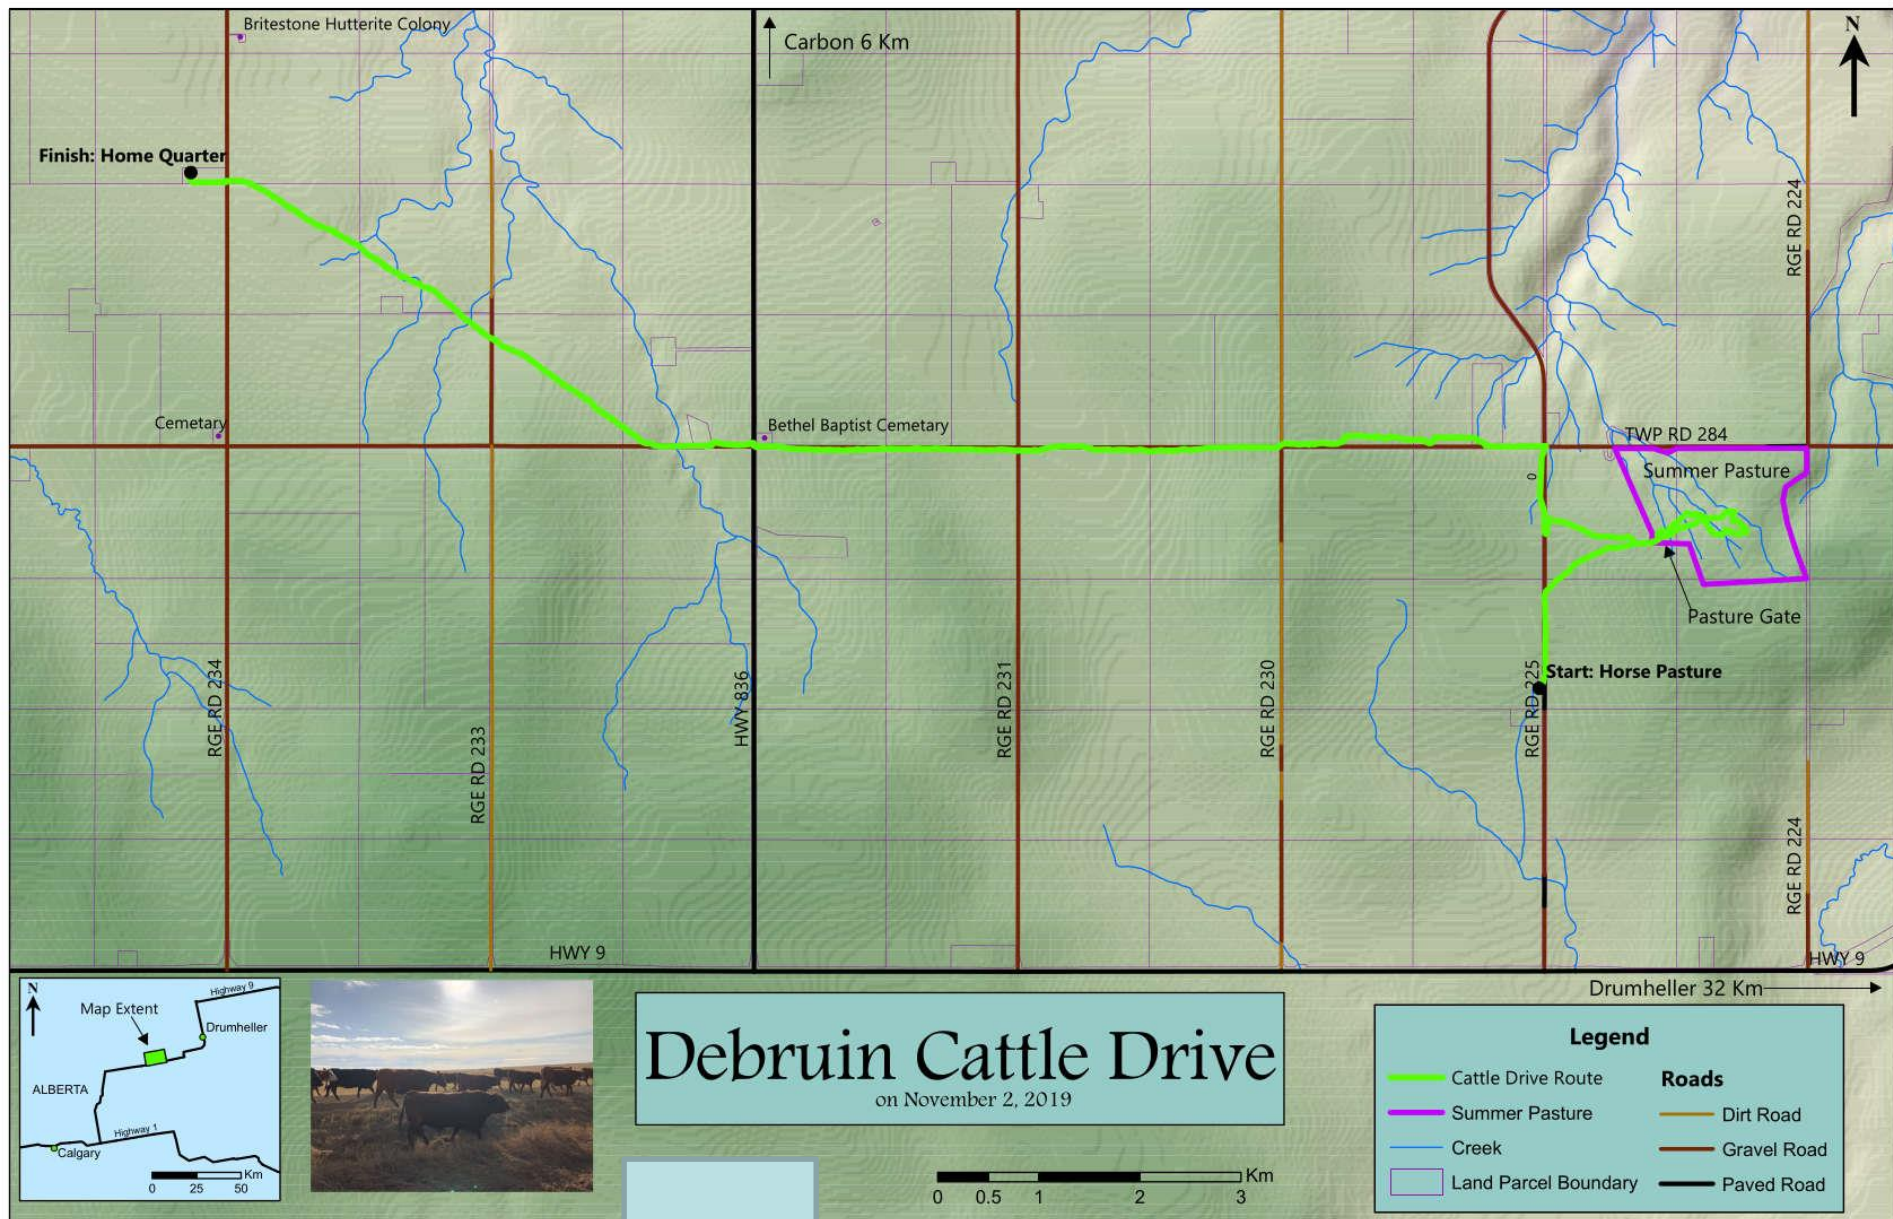 Britestone Hutterite Colony
Carbon 6 Km
N
Finish: Home Quarter
RGE RD 224
Cemetary
Bethel Baptist Cemetary
TWP RD 284
Summer Pasture
0
Pasture Gate
Start: Horse Pasture
RGE RD 234
RGE RD 233
HWY 836
RGE RD 231
RGE RD 230
RGE RD 225
RGE RD 224
HWY 9
HWY 9
Drumheller 32 Km
N
Map Extent
Highway 9
Drumheller
ALBERTA
Highway 1
Calgary
Km
0 25 50
Debruin Cattle Drive
on November 2, 2019
Km
0 0.5 1 2 3
Legend
Cattle Drive Route
Summer Pasture
Creek
Land Parcel Boundary
Roads
Dirt Road
Gravel Road
Paved Road